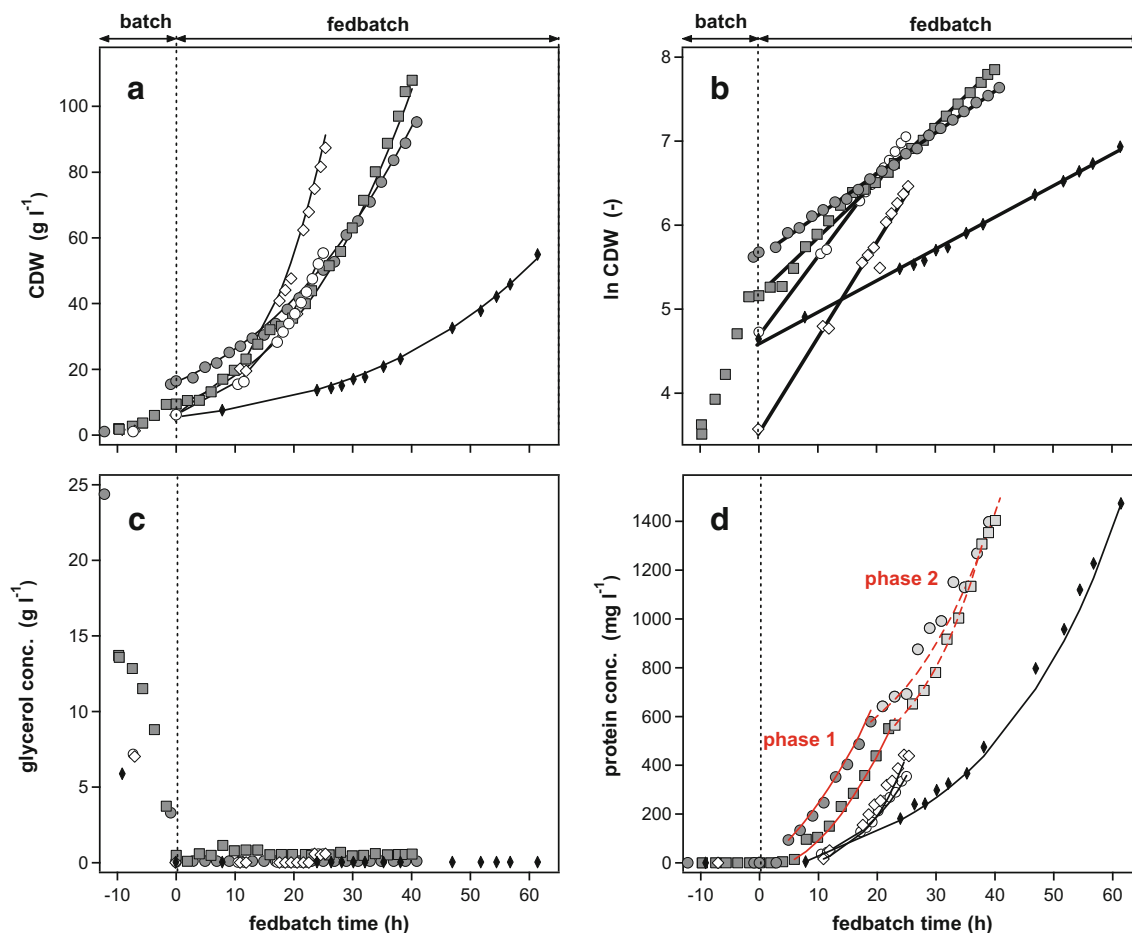 batch
fedbatch
batch
fedbatch
a
CDW (g l-1)
100
80
60
40
20
0
b
ln CDW (-)
8
7
6
5
4
c
glycerol conc. (g l-1)
25
20
15
10
5
0
-10 0 10 20 30 40 50 60
fedbatch time (h)
d
phase 2
phase 1
protein conc. (mg l-1)
1400
1200
1000
800
600
400
200
0
-10 0 10 20 30 40 50 60
fedbatch time (h)